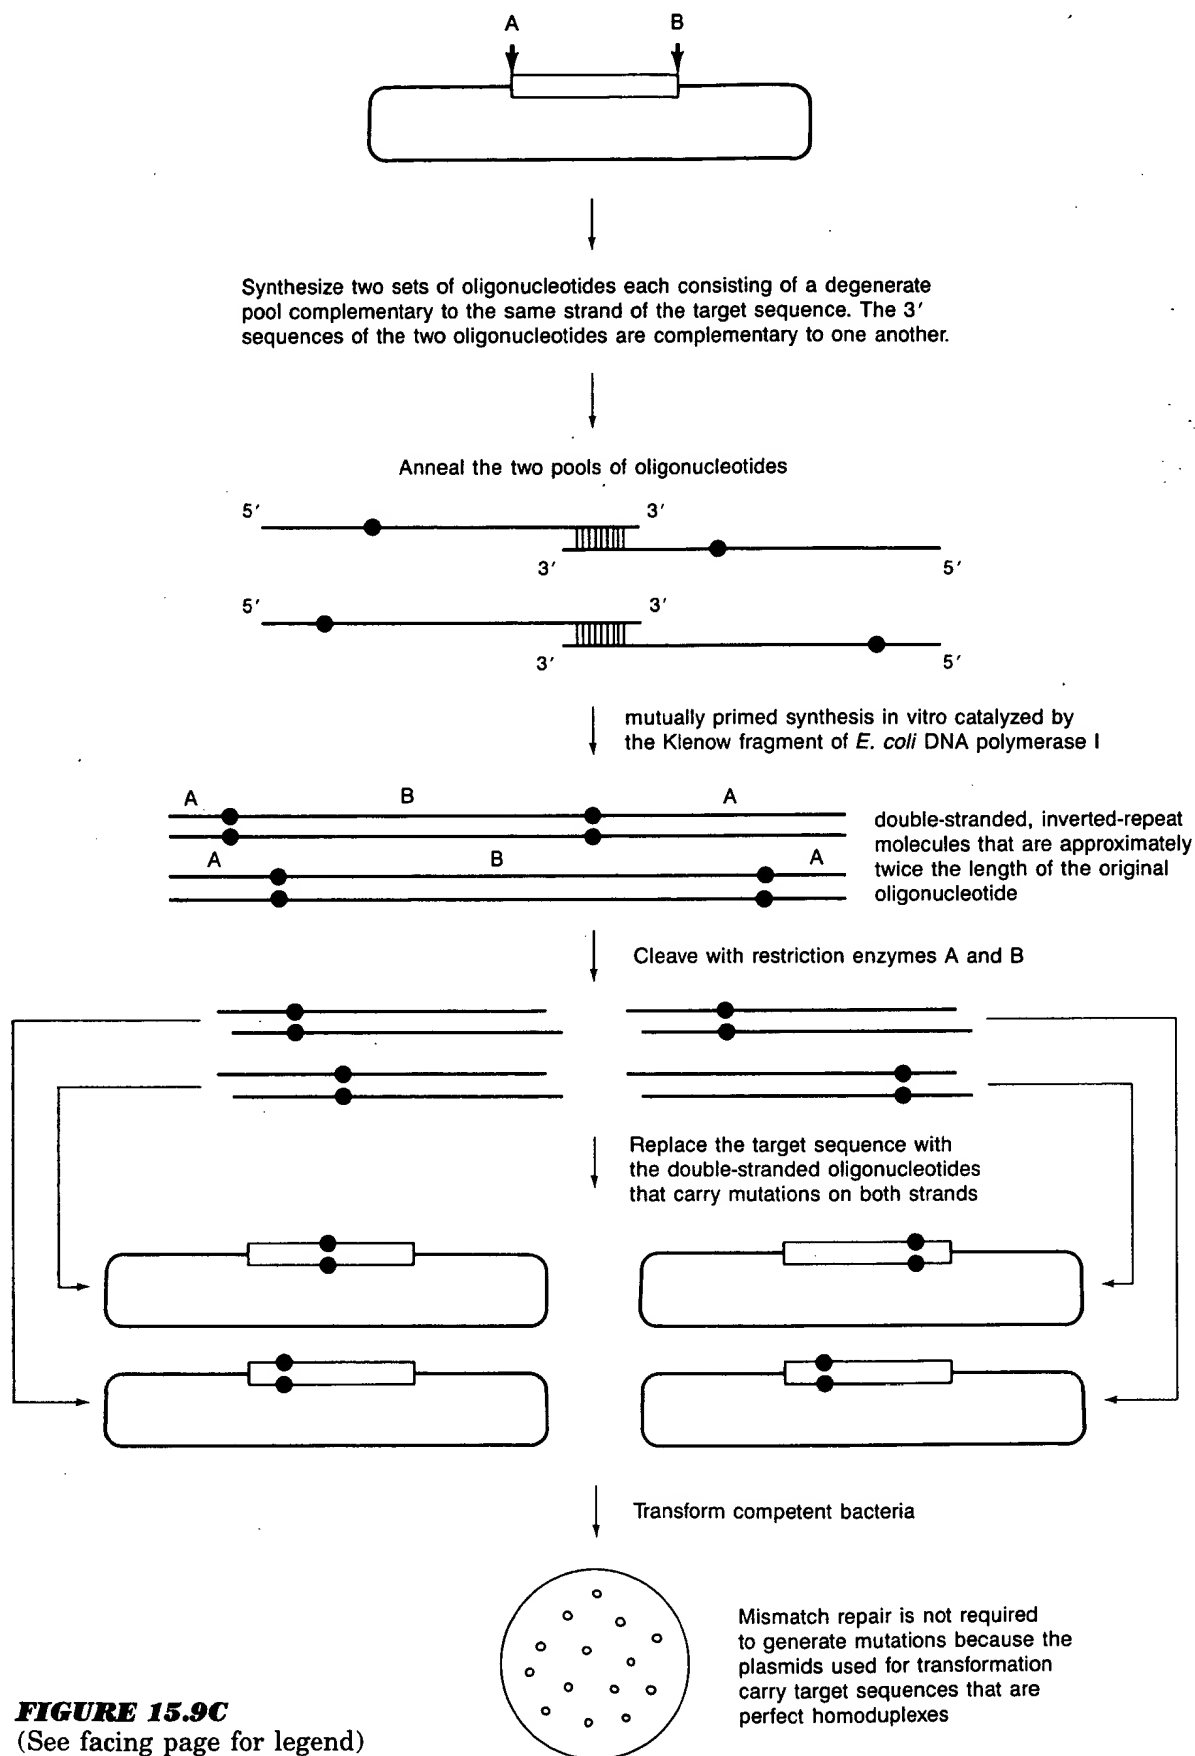 A B
Synthesize two sets of oligonucleotides each consisting of a degenerate
pool complementary to the same strand of the target sequence. The 3′
sequences of the two oligonucleotides are complementary to one another.
Anneal the two pools of oligonucleotides
5′ 3′
3′ 5′
5′ 3′
3′ 5′
mutually primed synthesis in vitro catalyzed by
the Klenow fragment of E. coli DNA polymerase I
A B A
A B A
double-stranded, inverted-repeat
molecules that are approximately
twice the length of the original
oligonucleotide
Cleave with restriction enzymes A and B
Replace the target sequence with
the double-stranded oligonucleotides
that carry mutations on both strands
Transform competent bacteria
Mismatch repair is not required
to generate mutations because the
plasmids used for transformation
carry target sequences that are
perfect homoduplexes
FIGURE 15.9C
(See facing page for legend)